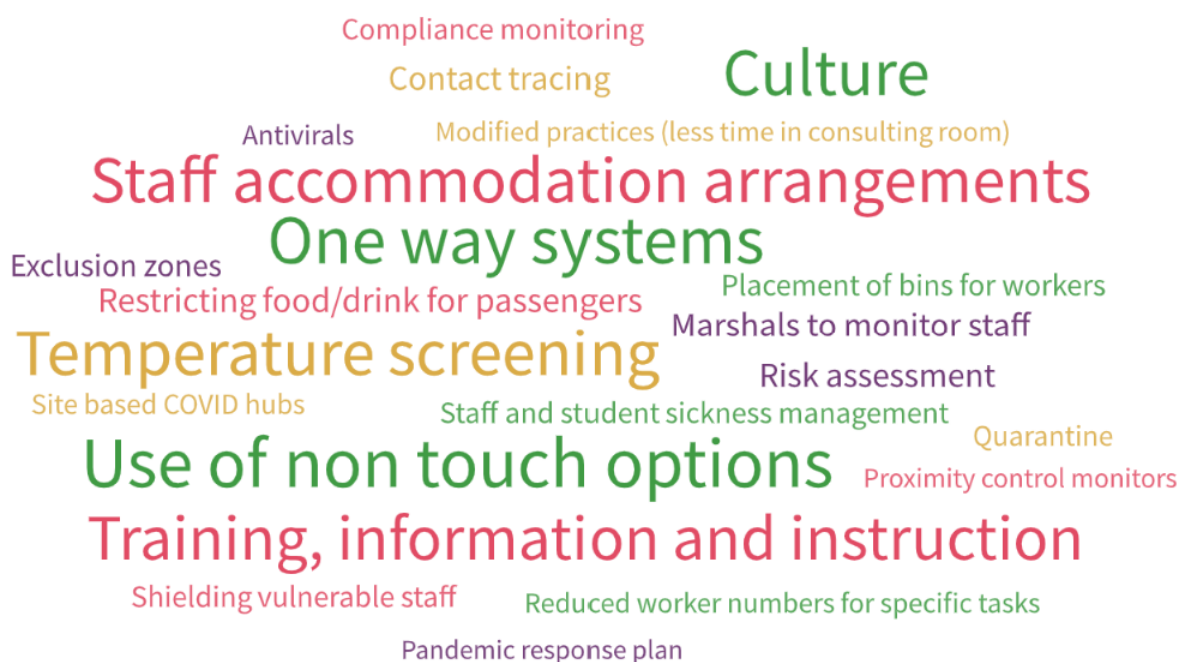 Compliance monitoring
Contact tracing
Culture
Antivirals
Modified practices (less time in consulting room)
Staff accommodation arrangements
One way systems
Exclusion zones
Placement of bins for workers
Restricting food/drink for passengers
Marshals to monitor staff
Temperature screening
Risk assessment
Site based COVID hubs
Staff and student sickness management
Quarantine
Use of non touch options
Proximity control monitors
Training, information and instruction
Shielding vulnerable staff
Reduced worker numbers for specific tasks
Pandemic response plan